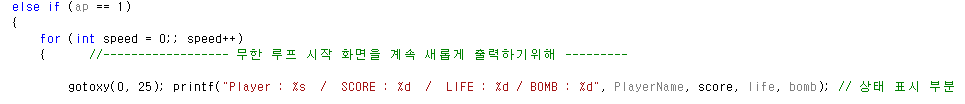 else if (ap == 1)
{
for (int speed = 0;; speed++)
{ //------------------ 무한 루프 시작 화면을 계속 새롭게 출력하기위해 ---------
gotoxy(0, 25); printf("Player : %s / SCORE : %d / LIFE : %d / BOMB : %d", PlayerName, score, life, bomb); // 상태 표시 부분